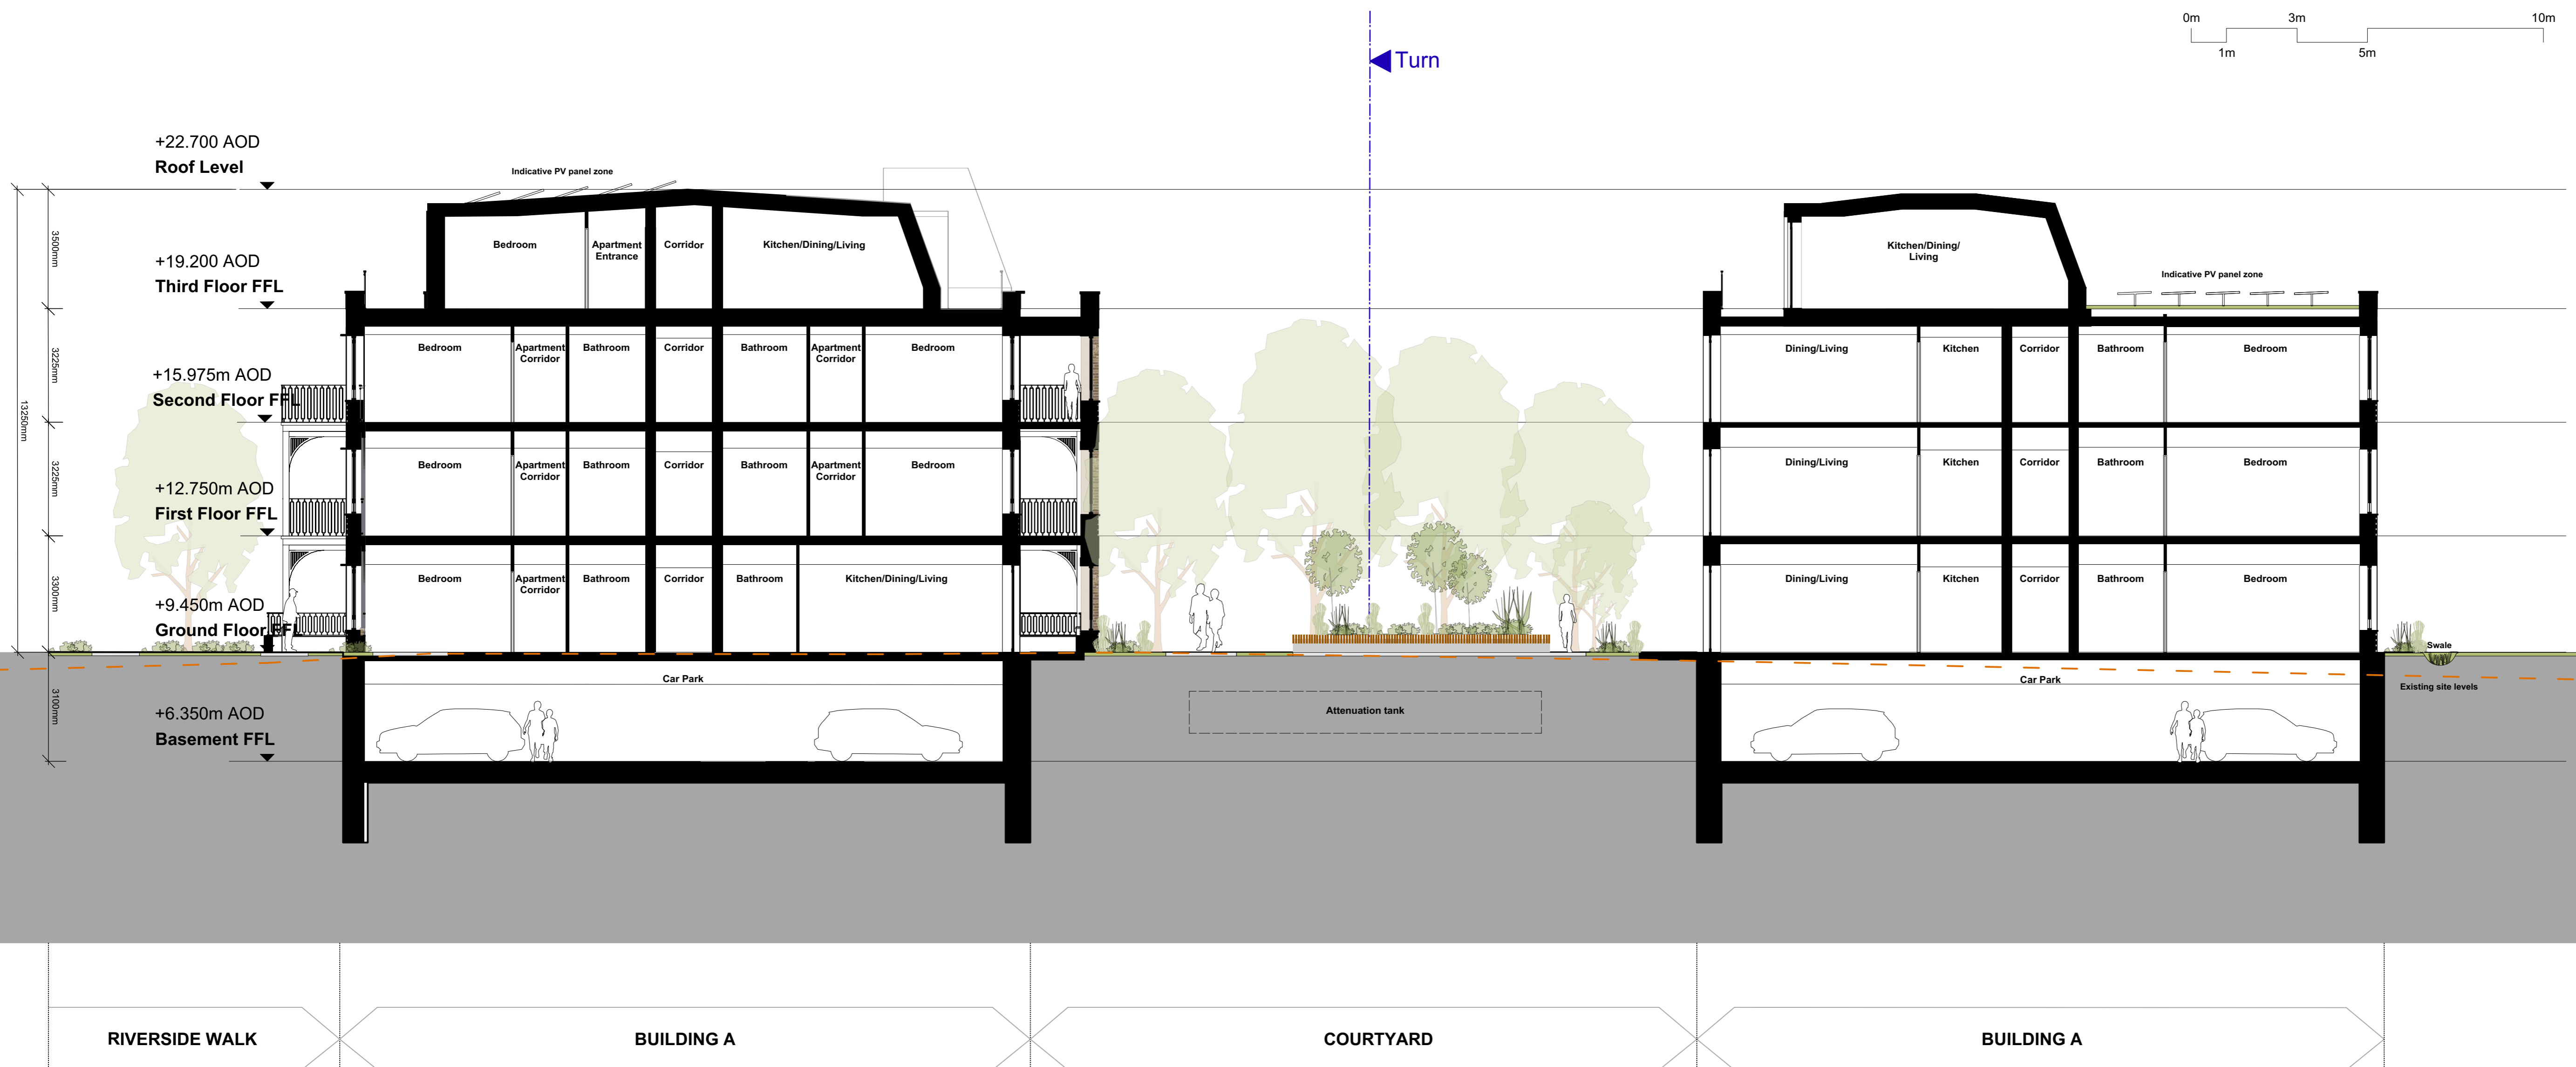 0m 3m 10m
1m 5m
Turn
+22.700 AOD
Roof Level
Indicative PV panel zone
3500mm
+19.200 AOD
Third Floor FFL
Bedroom
Apartment
Entrance
Corridor
Kitchen/Dining/Living
Kitchen/Dining/
Living
Indicative PV panel zone
3225mm
+15.975m AOD
Second Floor FFL
Bedroom
Apartment
Corridor
Bathroom
Corridor
Bathroom
Apartment
Corridor
Bedroom
Dining/Living
Kitchen
Corridor
Bathroom
Bedroom
13250mm
3225mm
+12.750m AOD
First Floor FFL
Bedroom
Apartment
Corridor
Bathroom
Corridor
Bathroom
Apartment
Corridor
Bedroom
Dining/Living
Kitchen
Corridor
Bathroom
Bedroom
3300mm
+9.450m AOD
Ground Floor FFL
Bedroom
Apartment
Corridor
Bathroom
Corridor
Bathroom
Kitchen/Dining/Living
Dining/Living
Kitchen
Corridor
Bathroom
Bedroom
Swale
Existing site levels
3100mm
+6.350m AOD
Basement FFL
Car Park
Attenuation tank
Car Park
RIVERSIDE WALK
BUILDING A
COURTYARD
BUILDING A